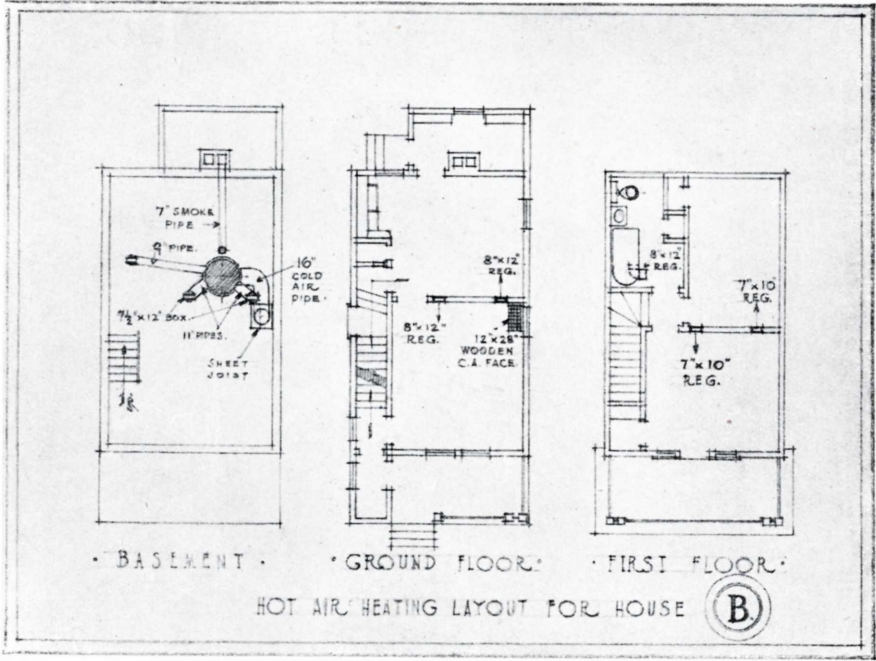 7" SMOKE
PIPE
9" PIPE.
16"
COLD
AIR
PIPE.
7½"x12" BOX.
11" PIPES.
SHEET
JOIST
8"x12"
REG.
8"x12"
REG.
12"x28"
WOODEN
C.A. FACE.
8"x12"
REG.
7"x10"
REG.
7"x10"
REG.
· BASEMENT ·
· GROUND FLOOR ·
· FIRST FLOOR ·
HOT AIR HEATING LAYOUT FOR HOUSE B.